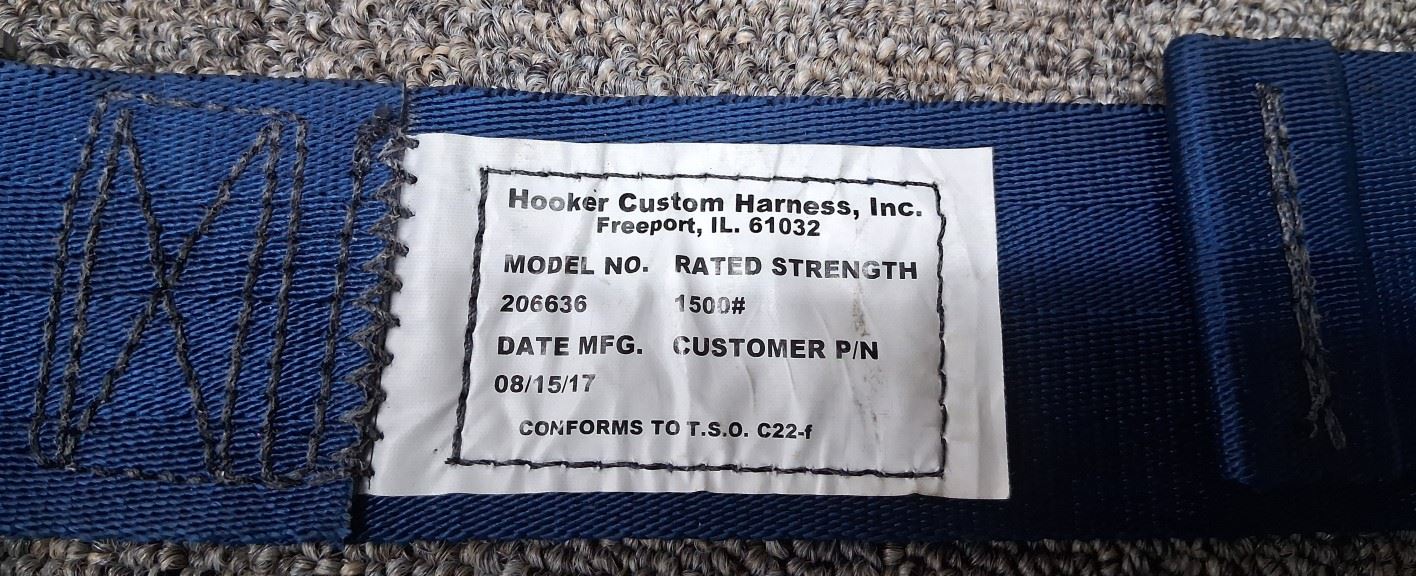 Hooker Custom Harness, Inc.
Freeport, IL. 61032
MODEL NO. RATED STRENGTH
206636 1500#
DATE MFG. CUSTOMER P/N
08/15/17
CONFORMS TO T.S.O. C22-f